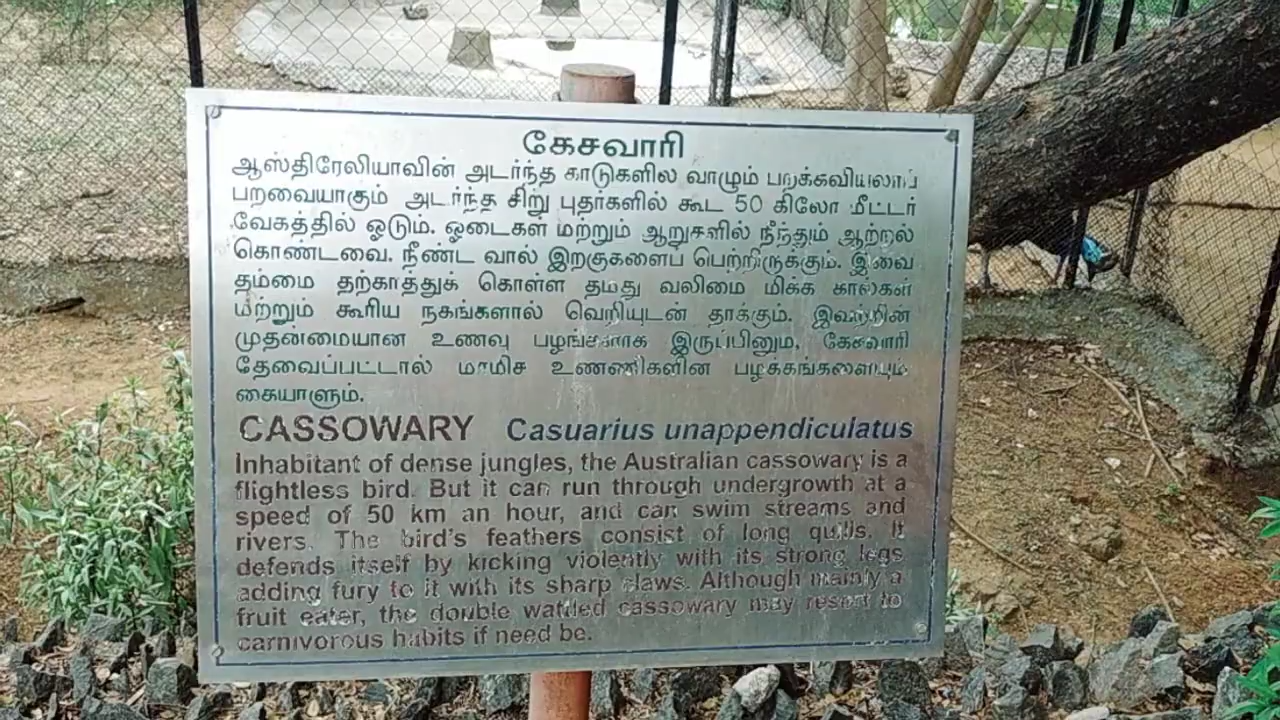 கேசவாரி
ஆஸ்திரேலியாவின் அடர்ந்த காடுகளில் வாழும் பறக்கவியலாப்
பறவையாகும் அடர்ந்த சிறு புதர்களில் கூட 50 கிலோ மீட்டர்
வேகத்தில் ஓடும். ஓடைகள் மற்றும் ஆறுகளில் நீந்தும் ஆற்றல்
கொண்டவை. நீண்ட வால் இறகுகளைப் பெற்றிருக்கும். இவை
தம்மை தற்காத்துக் கொள்ள தமது வலிமை மிக்க கால்கள்
மற்றும் கூரிய நகங்களால் வெறியுடன் தாக்கும். இவற்றின்
முதன்மையான உணவு பழங்களாக இருப்பினும், கேசவாரி
தேவைப்பட்டால் மாமிச உண்ணிகளின் பழக்கங்களையும்
கையாளும்.
CASSOWARY Casuarius unappendiculatus
Inhabitant of dense jungles, the Australian cassowary is a
flightless bird. But it can run through undergrowth at a
speed of 50 km an hour, and can swim streams and
rivers. The bird's feathers consist of long quills. It
defends itself by kicking violently with its strong legs
adding fury to it with its sharp claws. Although mainly a
fruit eater, the double wattled cassowary may resort to
carnivorous habits if need be.